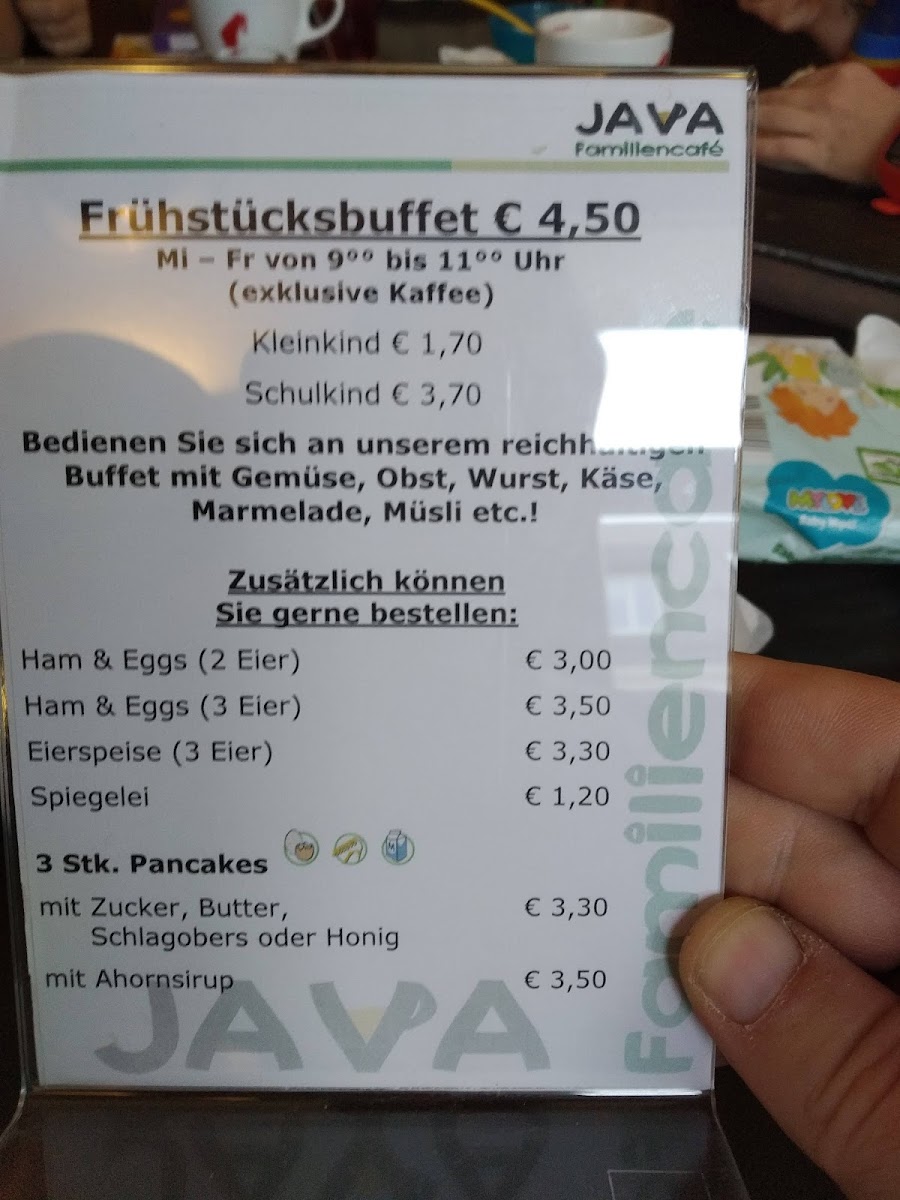 JAVA
Familiencafé
Frühstücksbuffet € 4,50
Mi – Fr von 9⁰⁰ bis 11⁰⁰ Uhr
(exklusive Kaffee)
Kleinkind € 1,70
Schulkind € 3,70
Bedienen Sie sich an unserem reichhaltigen
Buffet mit Gemüse, Obst, Wurst, Käse,
Marmelade, Müsli etc.!
Zusätzlich können
Sie gerne bestellen:
Ham & Eggs (2 Eier) € 3,00
Ham & Eggs (3 Eier) € 3,50
Eierspeise (3 Eier) € 3,30
Spiegelei € 1,20
3 Stk. Pancakes
mit Zucker, Butter, € 3,30
Schlagobers oder Honig
mit Ahornsirup € 3,50
JAVA
Familiencafé